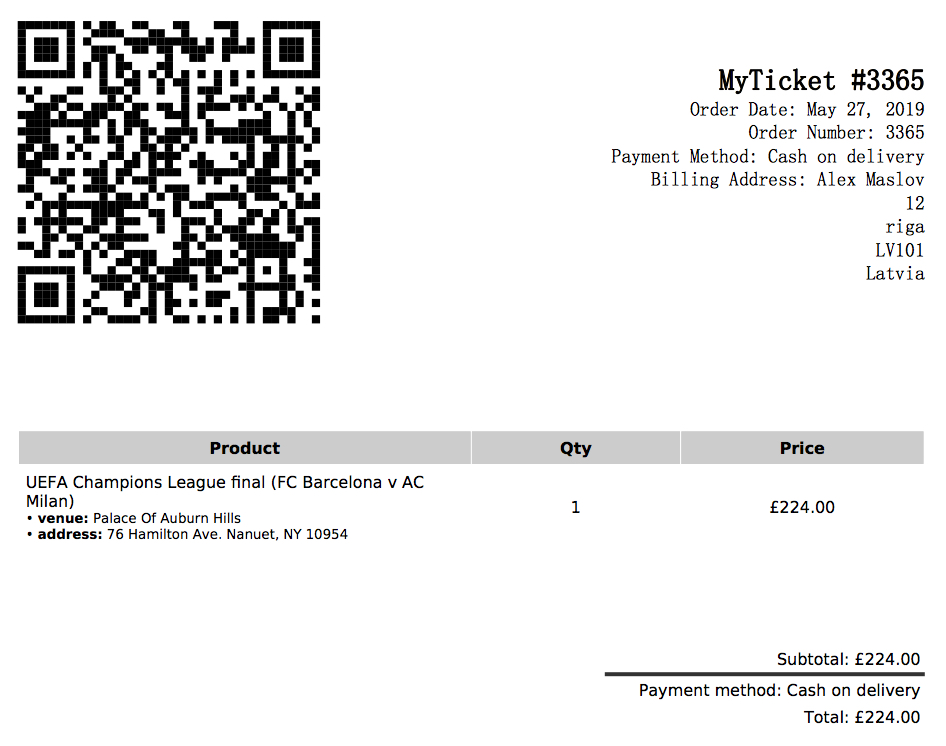 MyTicket #3365
Order Date: May 27, 2019
Order Number: 3365
Payment Method: Cash on delivery
Billing Address: Alex Maslov
12
riga
LV101
Latvia
Product Qty Price
UEFA Champions League final (FC Barcelona v AC
Milan)
• venue: Palace Of Auburn Hills
• address: 76 Hamilton Ave. Nanuet, NY 10954
1 £224.00
Subtotal: £224.00
Payment method: Cash on delivery
Total: £224.00